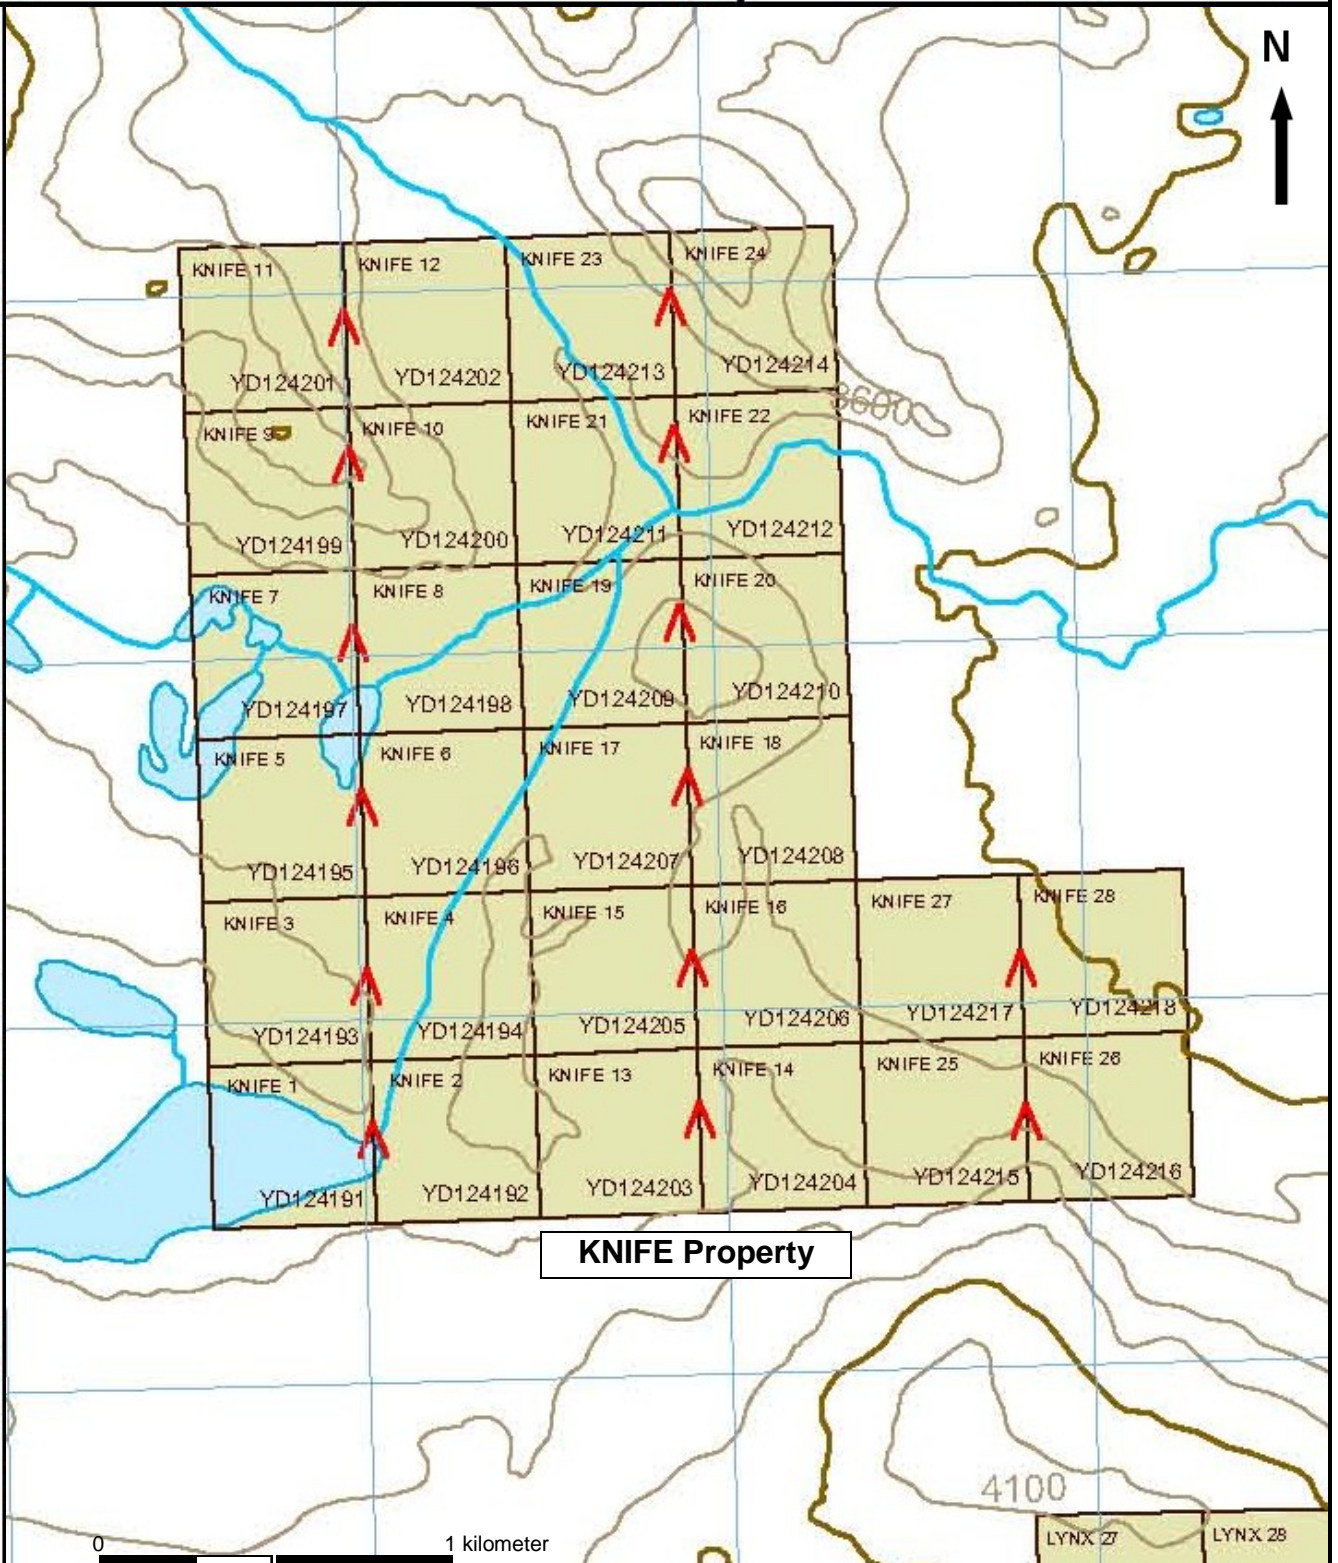 N
KNIFE 11
KNIFE 12
KNIFE 23
KNIFE 24
YD124201
YD124202
YD124213
YD124214
3600
KNIFE 9
KNIFE 10
KNIFE 21
KNIFE 22
YD124199
YD124200
YD124211
YD124212
KNIFE 7
KNIFE 8
KNIFE 19
KNIFE 20
YD124197
YD124198
YD124209
YD124210
KNIFE 5
KNIFE 6
KNIFE 17
KNIFE 18
YD124195
YD124196
YD124207
YD124208
KNIFE 3
KNIFE 4
KNIFE 15
KNIFE 16
KNIFE 27
KNIFE 28
YD124193
YD124194
YD124205
YD124206
YD124217
YD124218
KNIFE 1
KNIFE 2
KNIFE 13
KNIFE 14
KNIFE 25
KNIFE 26
YD124191
YD124192
YD124203
YD124204
YD124215
YD124216
KNIFE Property
4100
LYNX 27
LYNX 28
0
1 kilometer